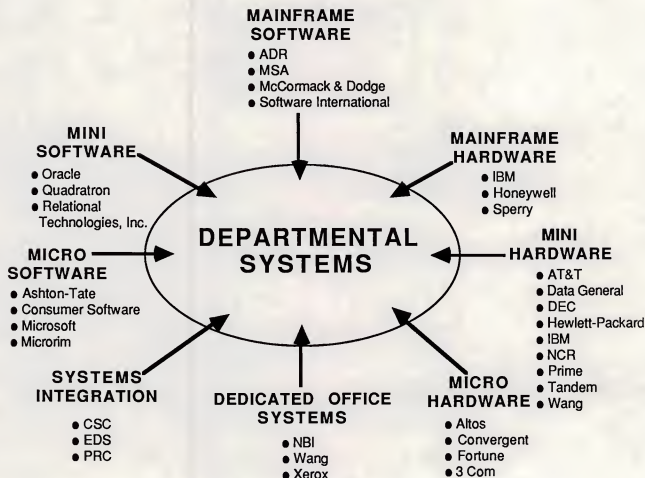 MAINFRAME
SOFTWARE
● ADR
● MSA
● McCormack & Dodge
● Software International
MINI
SOFTWARE
● Oracle
● Quadratron
● Relational
Technologies, Inc.
MAINFRAME
HARDWARE
● IBM
● Honeywell
● Sperry
DEPARTMENTAL
SYSTEMS
MICRO
SOFTWARE
● Ashton-Tate
● Consumer Software
● Microsoft
● Microrim
MINI
HARDWARE
● AT&T
● Data General
● DEC
● Hewlett-Packard
● IBM
● NCR
● Prime
● Tandem
● Wang
SYSTEMS
INTEGRATION
● CSC
● EDS
● PRC
DEDICATED OFFICE
SYSTEMS
● NBI
● Wang
● Xerox
MICRO
HARDWARE
● Altos
● Convergent
● Fortune
● 3 Com